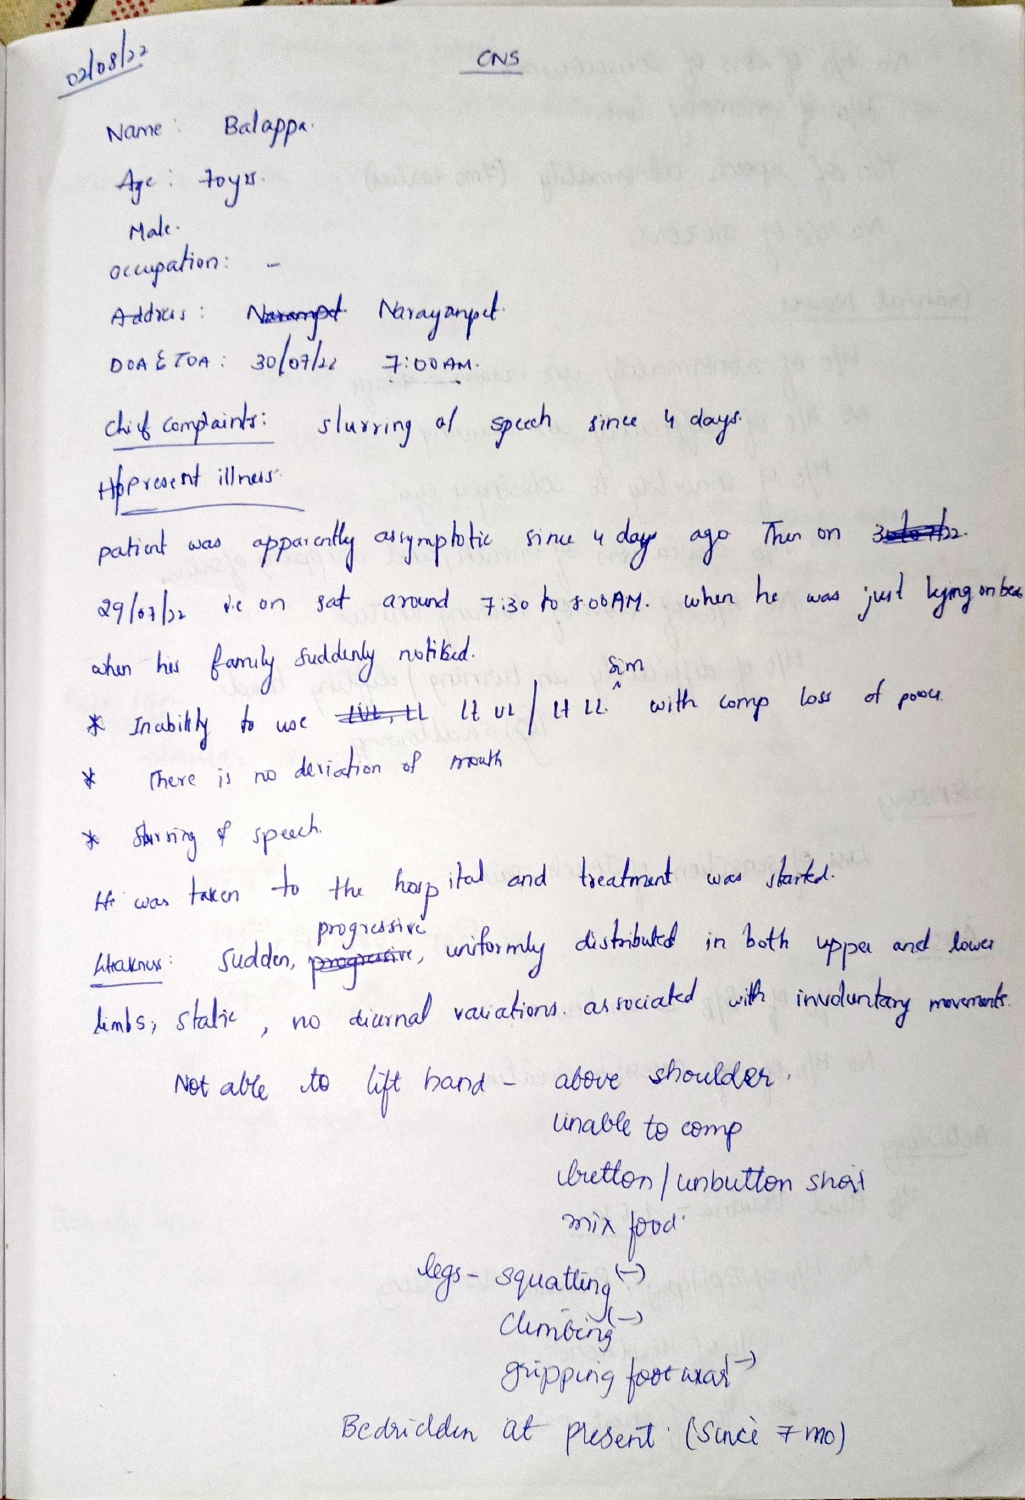 02/08/22
CNS
Name : Balappa.
Age : 70yrs.
Male.
occupation: -
Address : Narayanpet.
DOA & TOA : 30/07/22 7:00 AM.
Chief Complaints: slurring of speech since 4 days.
H/o present illness.
patient was apparently assymptotic since 4 day ago Then on
29/07/22 i.e on sat around 7:30 to 8:00AM. when he was just lying on bed
when his family suddenly notified.
* Inability to use Lt UL / Lt LL sim with comp loss of power.
* There is no deviation of mouth
* Slurring of speech.
He was taken to the hospital and treatment was started.
Weakness: Sudden, progressive, uniformly distributed in both upper and lower
limbs, static, no diurnal variations. associated with involuntary movements.
Not able to lift hand - above shoulder.
Unable to comp
button / unbutton shirt
mix food.
legs - squatting (-)
Climbing (-)
gripping foot wear (-)
Bedridden at present. (Since 7 mo)